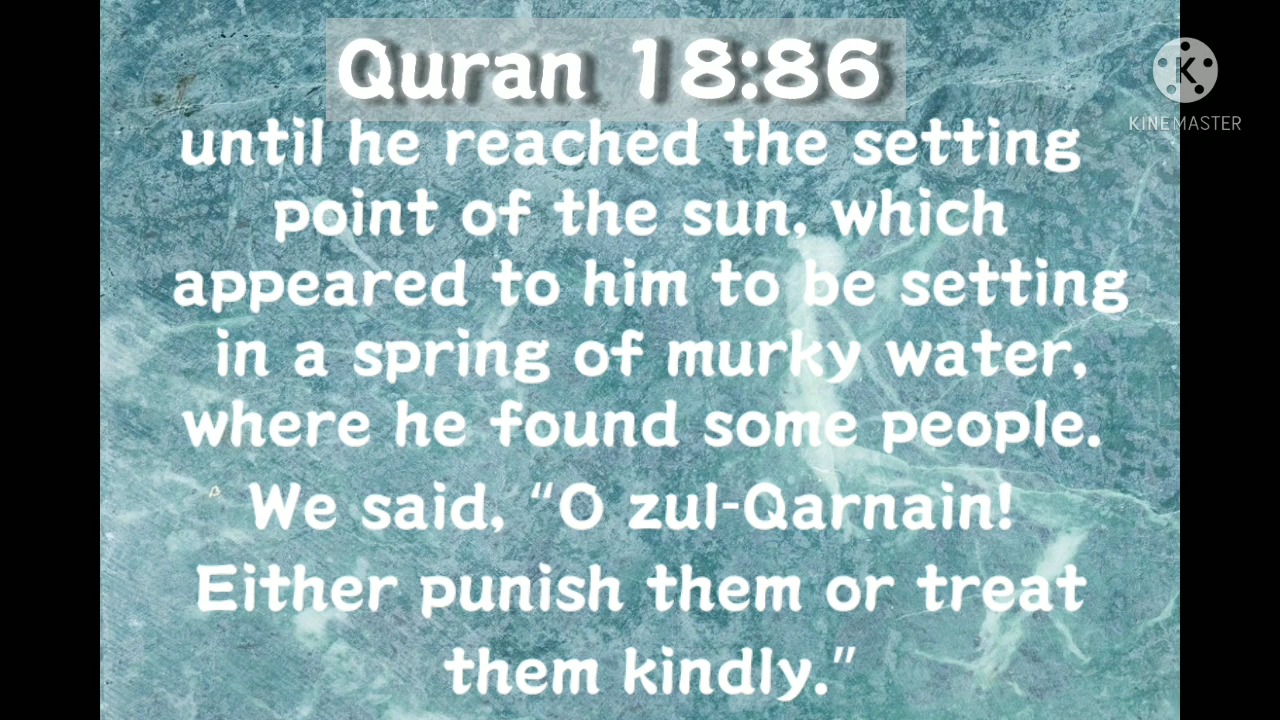 Quran 18:86
KINEMASTER
until he reached the setting
point of the sun, which
appeared to him to be setting
in a spring of murky water,
where he found some people.
We said, “O zul-Qarnain!
Either punish them or treat
them kindly.”